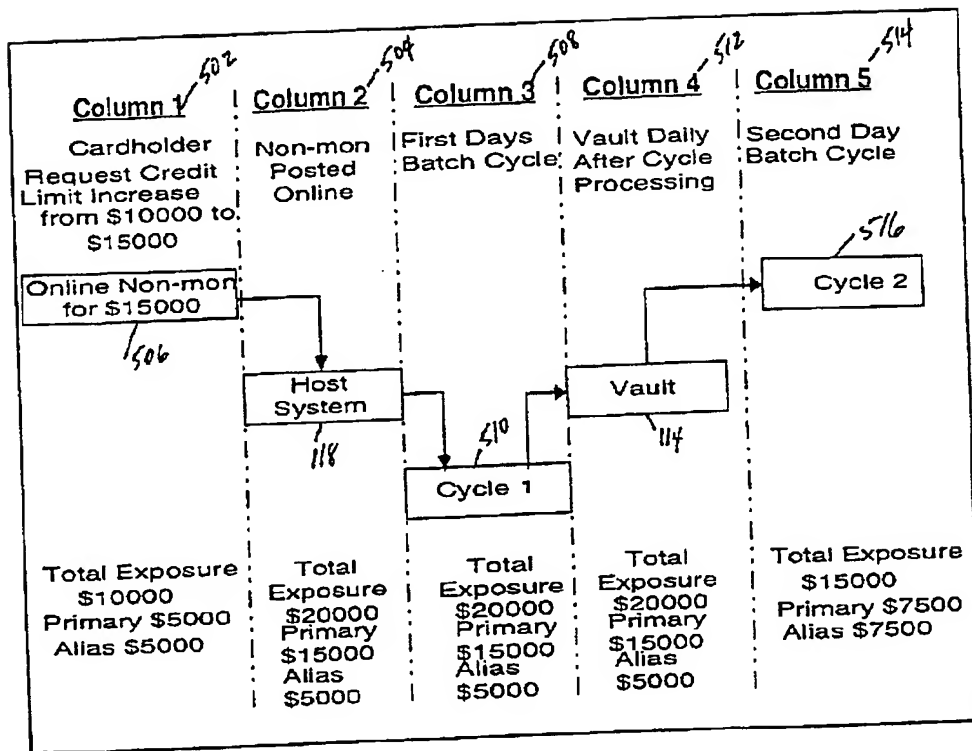 502
Column 1
Cardholder
Request Credit
Limit Increase
from $10000 to
$15000
Online Non-mon
for $15000
506
Total Exposure
$10000
Primary $5000
Alias $5000
504
Column 2
Non-mon
Posted
Online
Host
System
118
Total
Exposure
$20000
Primary
$15000
Alias
$5000
508
Column 3
First Days
Batch Cycle
510
Cycle 1
Total
Exposure
$20000
Primary
$15000
Alias
$5000
512
Column 4
Vault Daily
After Cycle
Processing
Vault
114
Total
Exposure
$20000
Primary
$15000
Alias
$5000
514
Column 5
Second Day
Batch Cycle
516
Cycle 2
Total Exposure
$15000
Primary $7500
Alias $7500